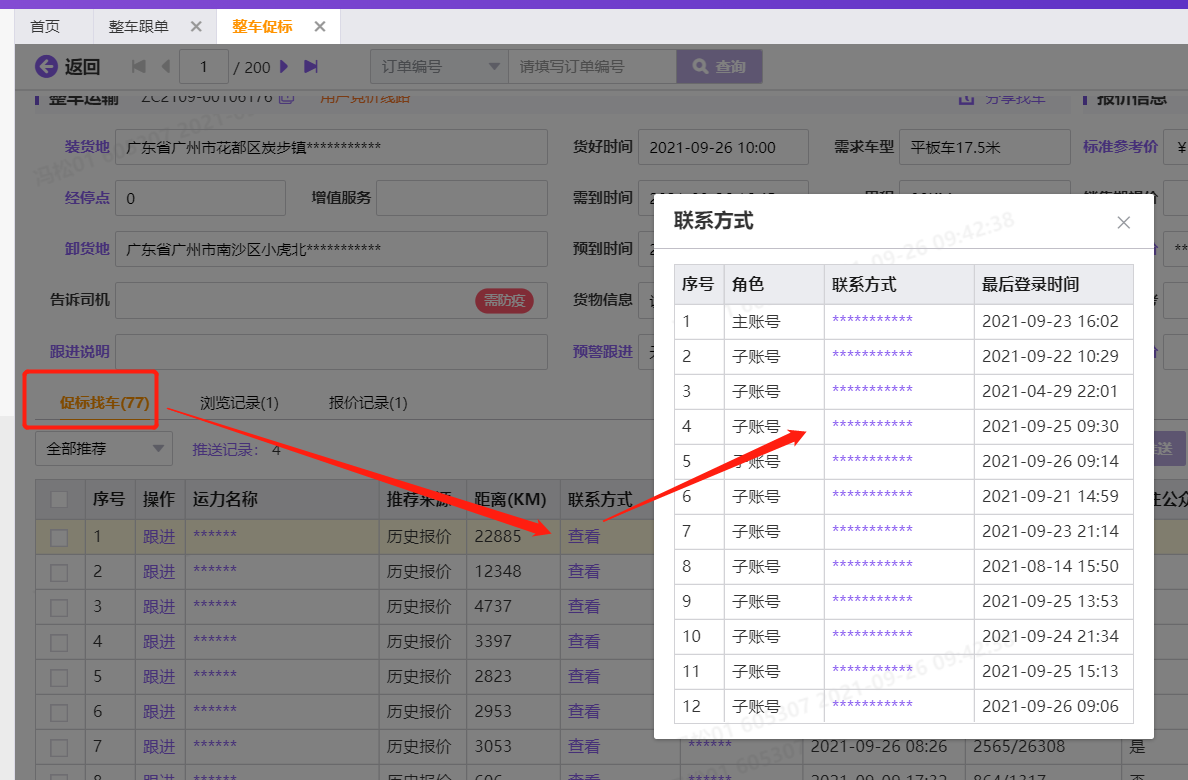 首页 整车跟单 整车促标
返回 1 / 200 订单编号 请填写订单编号 查询
整车运输 ZC2109-00106176 用户竞价线路 分享找车 报价信息
装货地 广东省广州市花都区炭步镇*********** 货好时间 2021-09-26 10:00 需求车型 平板车17.5米 标准参考价 ¥
经停点 0 增值服务 需到时间
卸货地 广东省广州市南沙区小虎北*********** 预到时间
告诉司机 需防疫 货物信息
跟进说明 预警跟进
促标找车(77) 浏览记录(1) 报价记录(1)
全部推荐 推送记录: 4 送
序号 操作 运力名称 推荐来源 距离(KM) 联系方式
1 跟进 ****** 历史报价 22885 查看
2 跟进 ****** 历史报价 12348 查看
3 跟进 ****** 历史报价 4737 查看
4 跟进 ****** 历史报价 3397 查看
5 跟进 ****** 历史报价 2823 查看
6 跟进 ****** 历史报价 2953 查看
7 跟进 ****** 历史报价 3053 查看 ****** 2021-09-26 08:26 2565/26308 是
联系方式
序号 角色 联系方式 最后登录时间
1 主账号 *********** 2021-09-23 16:02
2 子账号 *********** 2021-09-22 10:29
3 子账号 *********** 2021-04-29 22:01
4 子账号 *********** 2021-09-25 09:30
5 子账号 *********** 2021-09-26 09:14
6 子账号 *********** 2021-09-21 14:59
7 子账号 *********** 2021-09-23 21:14
8 子账号 *********** 2021-08-14 15:50
9 子账号 *********** 2021-09-25 13:53
10 子账号 *********** 2021-09-24 21:34
11 子账号 *********** 2021-09-25 15:13
12 子账号 *********** 2021-09-26 09:06